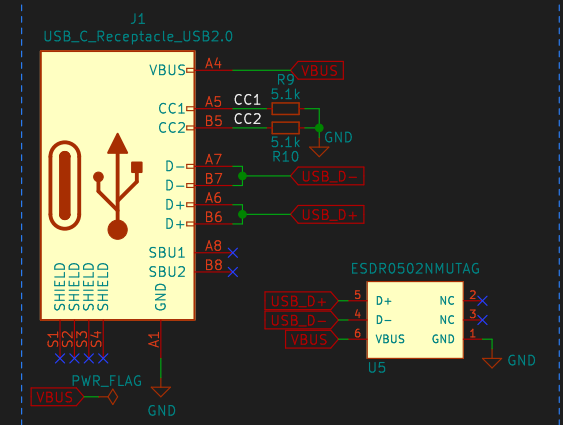 J1
USB_C_Receptacle_USB2.0
VBUS A4 VBUS
R9
5.1k
CC1 A5 CC1
CC2 B5 CC2
GND
5.1k
R10
D- A7
D- B7 USB_D-
D+ A6
D+ B6 USB_D+
SBU1 A8
SBU2 B8
SHIELD SHIELD SHIELD SHIELD GND
S1 S2 S3 S4 A1
PWR_FLAG
VBUS
GND
ESDR0502NMUTAG
USB_D+ 5 D+ NC 2
USB_D- 4 D- NC 3
VBUS 6 VBUS GND 1
U5
GND